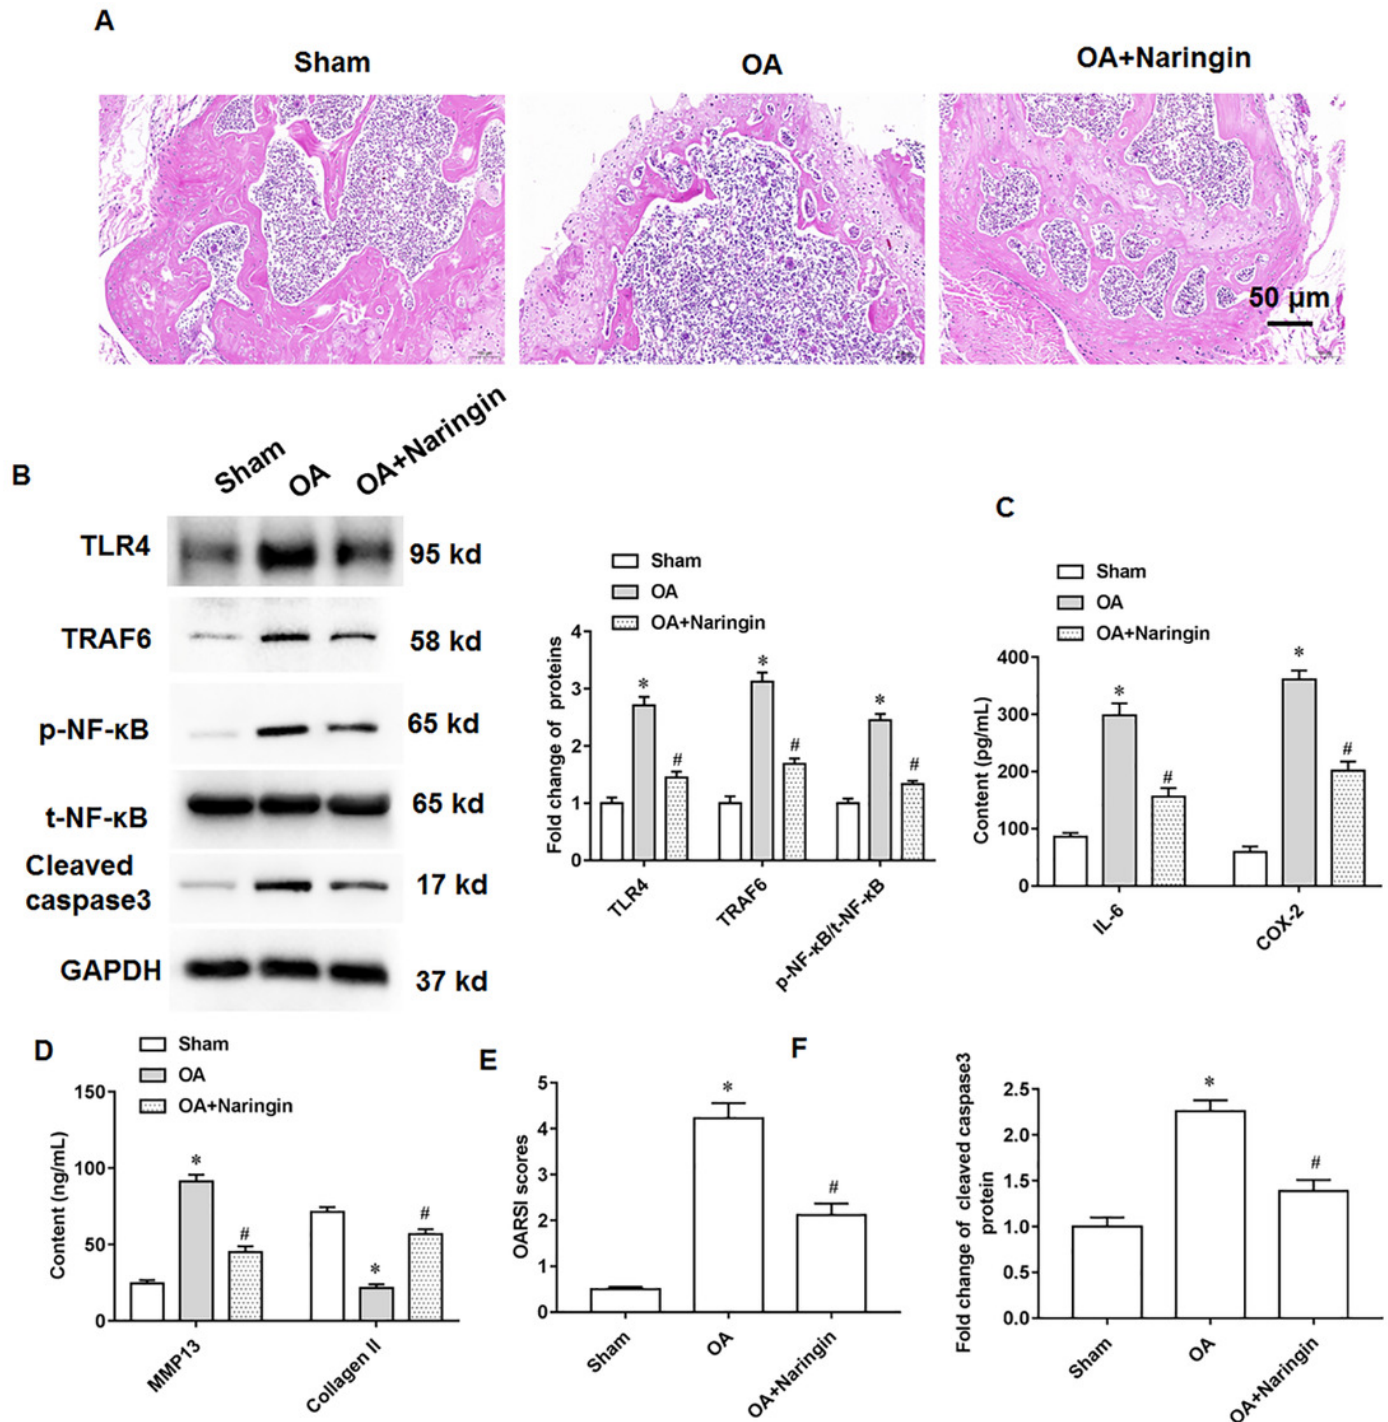 A
Sham
OA
OA+Naringin
50 μm
B
Sham
OA
OA+Naringin
TLR4
95 kd
TRAF6
58 kd
p-NF-κB
65 kd
t-NF-κB
65 kd
Cleaved
caspase3
17 kd
GAPDH
37 kd
Sham
OA
OA+Naringin
Fold change of proteins
4
3
2
1
0
*
#
*
#
*
#
TLR4
TRAF6
p-NF-κB/t-NF-κB
C
Sham
OA
OA+Naringin
Content (pg/mL)
400
300
200
100
0
*
#
*
#
IL-6
COX-2
D
Sham
OA
OA+Naringin
Content (ng/mL)
150
100
50
0
*
#
*
#
MMP13
Collagen II
E
OARSI scores
5
4
3
2
1
0
*
#
Sham
OA
OA+Naringin
F
Fold change of cleaved caspase3
protein
2.5
2.0
1.5
1.0
0.5
0.0
*
#
Sham
OA
OA+Naringin